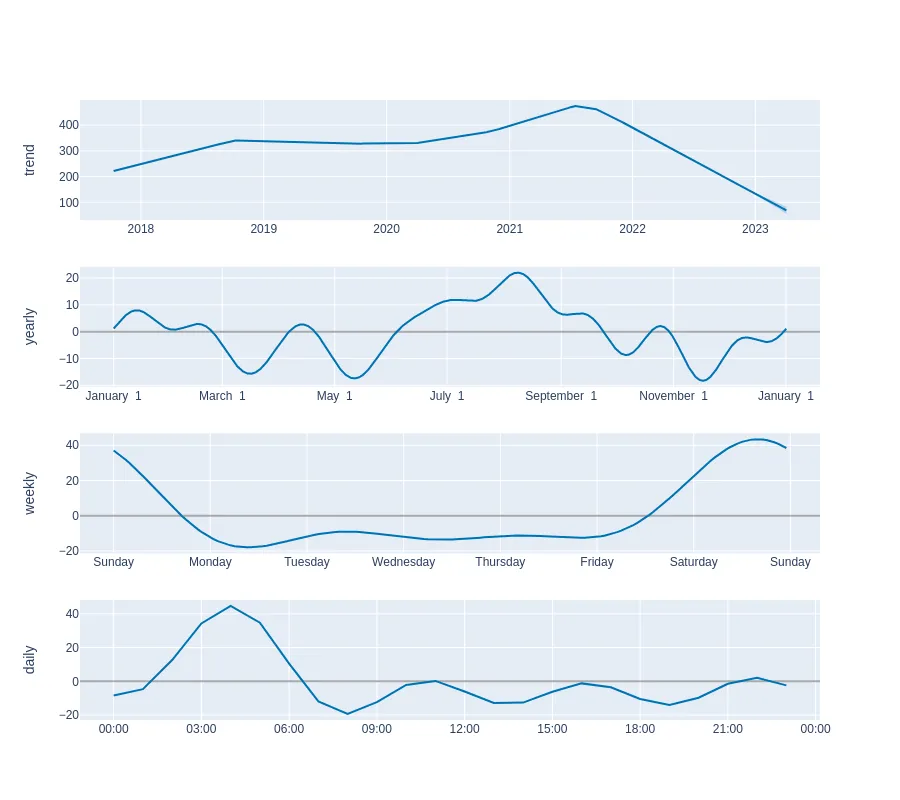 trend
400
300
200
100
2018 2019 2020 2021 2022 2023
yearly
20
10
0
−10
−20
January 1 March 1 May 1 July 1 September 1 November 1 January 1
weekly
40
20
0
−20
Sunday Monday Tuesday Wednesday Thursday Friday Saturday Sunday
daily
40
20
0
−20
00:00 03:00 06:00 09:00 12:00 15:00 18:00 21:00 00:00